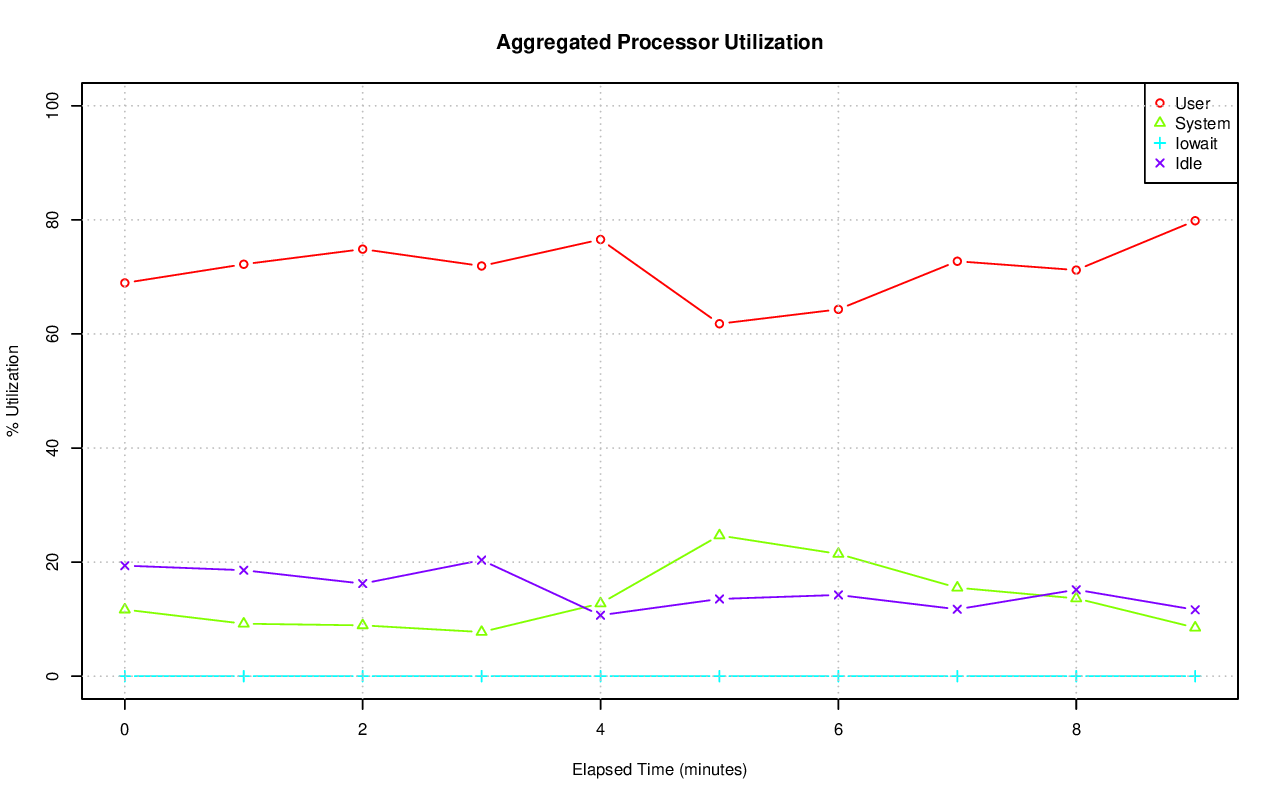 Aggregated Processor Utilization
User
System
Iowait
Idle
100
80
60
40
20
0
% Utilization
0 2 4 6 8
Elapsed Time (minutes)